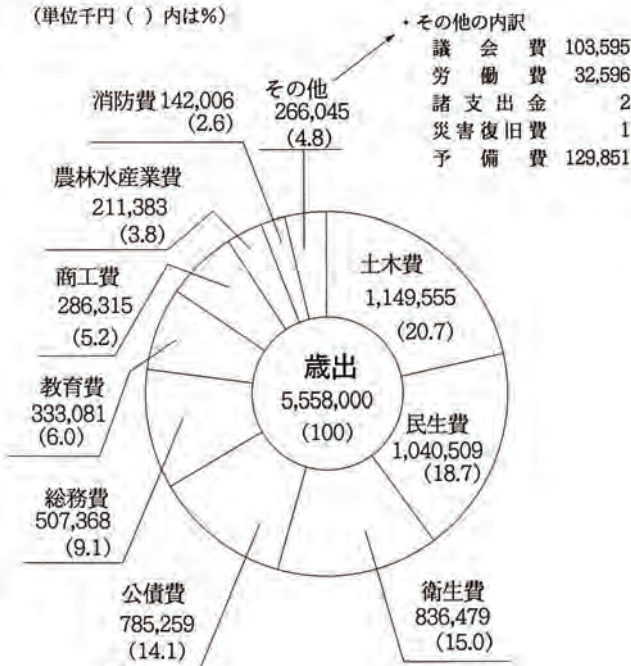 (単位千円 ( ) 内は%)
・その他の内訳
議会費 103,595
労働費 32,596
諸支出金 2
災害復旧費 1
予備費 129,851
その他
266,045
(4.8)
消防費 142,006
(2.6)
農林水産業費
211,383
(3.8)
商工費
286,315
(5.2)
教育費
333,081
(6.0)
総務費
507,368
(9.1)
公債費
785,259
(14.1)
衛生費
836,479
(15.0)
民生費
1,040,509
(18.7)
土木費
1,149,555
(20.7)
歳出
5,558,000
(100)